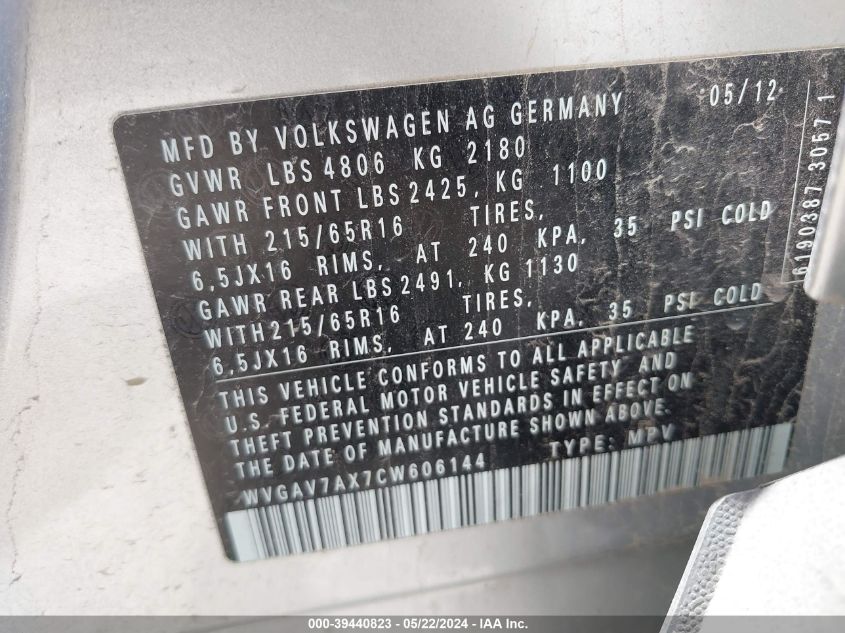 MFD BY VOLKSWAGEN AG GERMANY 05/12
GVWR LBS 4806 KG 2180
GAWR FRONT LBS 2425, KG 1100
WITH 215/65R16 TIRES,
6,5JX16 RIMS, AT 240 KPA, 35 PSI COLD
GAWR REAR LBS 2491, KG 1130
WITH 215/65R16 TIRES,
6,5JX16 RIMS, AT 240 KPA, 35 PSI COLD
THIS VEHICLE CONFORMS TO ALL APPLICABLE
U.S. FEDERAL MOTOR VEHICLE SAFETY AND
THEFT PREVENTION STANDARDS IN EFFECT ON
THE DATE OF MANUFACTURE SHOWN ABOVE.
WVGAV7AX7CW606144 TYPE: MPV
6190387 3057 1
000-39440823 - 05/22/2024 - IAA Inc.